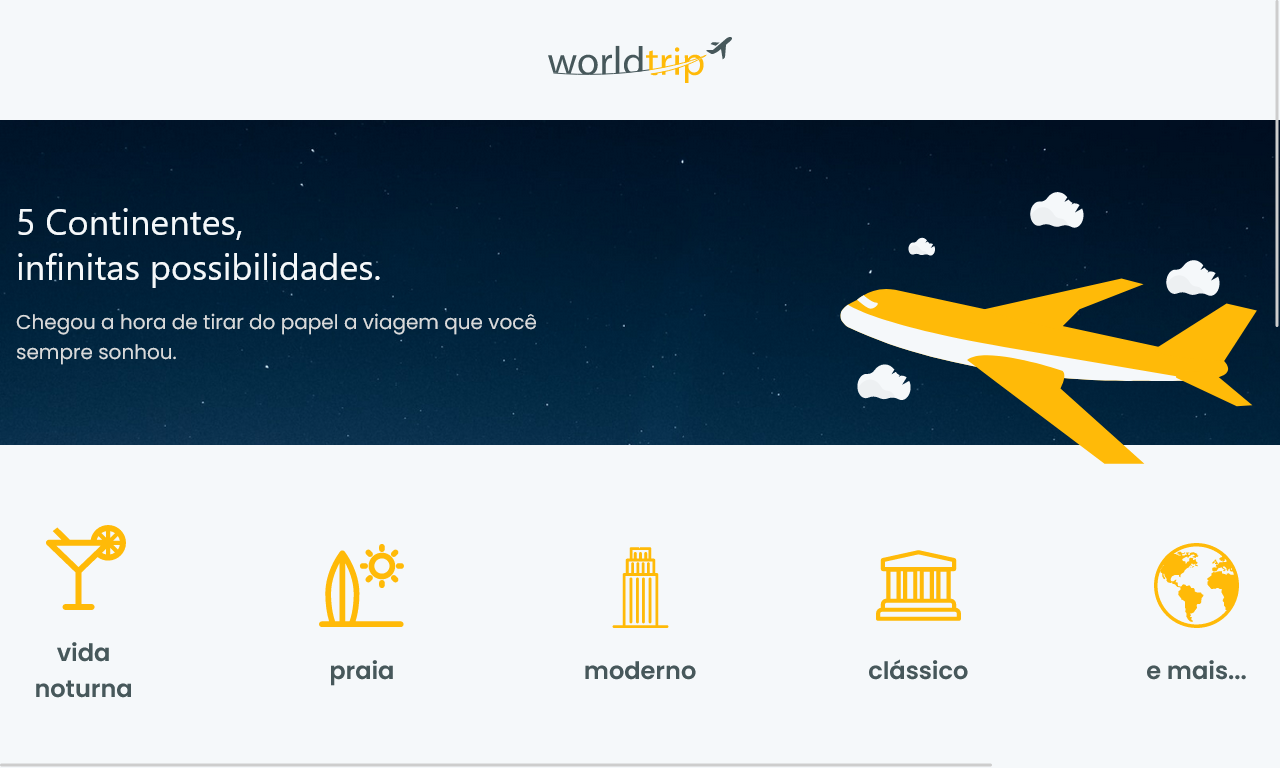 worldtrip
5 Continentes,
infinitas possibilidades.
Chegou a hora de tirar do papel a viagem que você
sempre sonhou.
vida
noturna
praia
moderno
clássico
e mais...